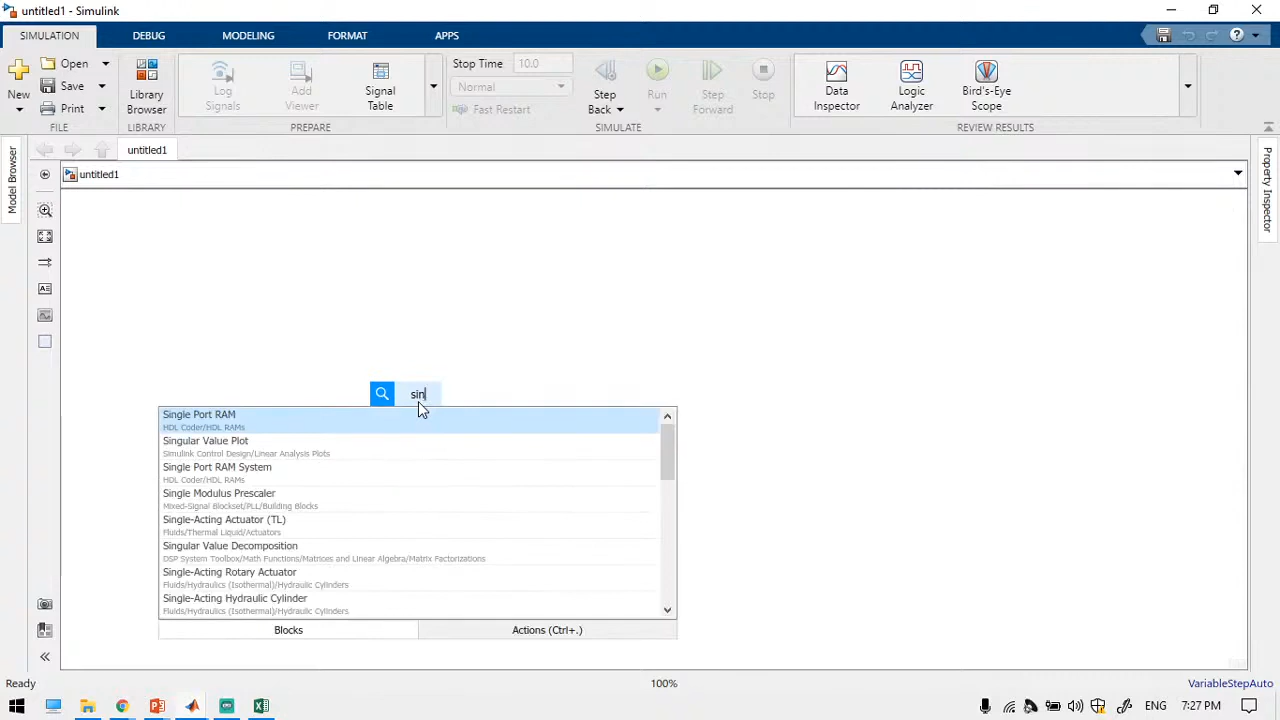 untitled1 - Simulink
SIMULATION
DEBUG
MODELING
FORMAT
APPS
New
Open
Save
Print
Library
Browser
Log
Signals
Add
Viewer
Signal
Table
Stop Time
10.0
Normal
Fast Restart
Step
Back
Run
Step
Forward
Stop
Data
Inspector
Logic
Analyzer
Bird's-Eye
Scope
FILE
LIBRARY
PREPARE
SIMULATE
REVIEW RESULTS
Model Browser
untitled1
untitled1
Property Inspector
sin
Single Port RAM
HDL Coder/HDL RAMs
Singular Value Plot
Simulink Control Design/Linear Analysis Plots
Single Port RAM System
HDL Coder/HDL RAMs
Single Modulus Prescaler
Mixed-Signal Blockset/PLL/Building Blocks
Single-Acting Actuator (TL)
Fluids/Thermal Liquid/Actuators
Singular Value Decomposition
DSP System Toolbox/Math Functions/Matrices and Linear Algebra/Matrix Factorizations
Single-Acting Rotary Actuator
Fluids/Hydraulics (Isothermal)/Hydraulic Cylinders
Single-Acting Hydraulic Cylinder
Fluids/Hydraulics (Isothermal)/Hydraulic Cylinders
Blocks
Actions (Ctrl+.)
Ready
100%
VariableStepAuto
ENG
7:27 PM